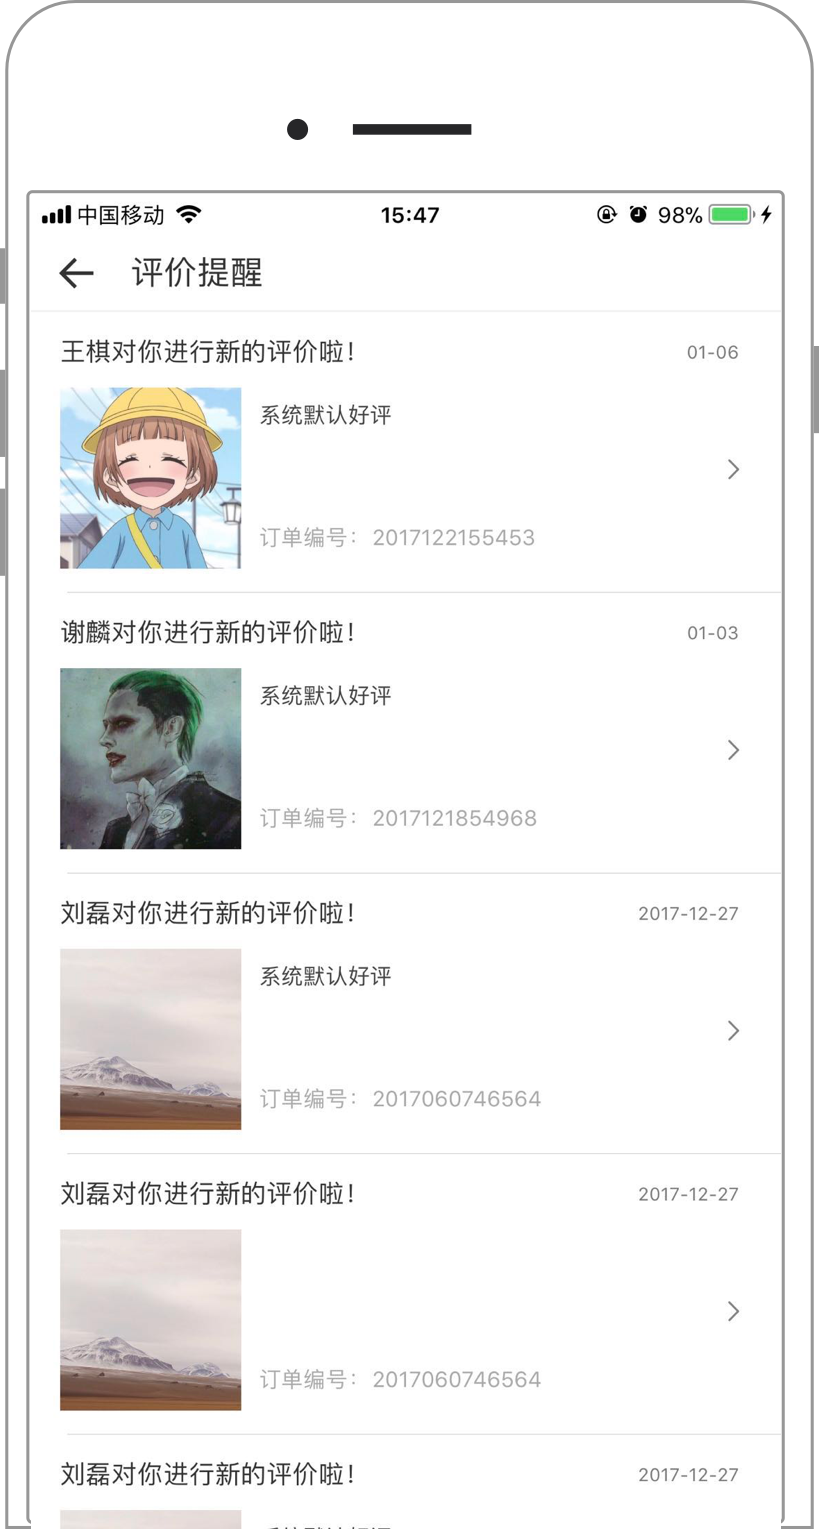 中国移动 15:47 98%
评价提醒
王棋对你进行新的评价啦！ 01-06
系统默认好评
订单编号： 2017122155453
谢麟对你进行新的评价啦！ 01-03
系统默认好评
订单编号： 2017121854968
刘磊对你进行新的评价啦！ 2017-12-27
系统默认好评
订单编号： 2017060746564
刘磊对你进行新的评价啦！ 2017-12-27
订单编号： 2017060746564
刘磊对你进行新的评价啦！ 2017-12-27